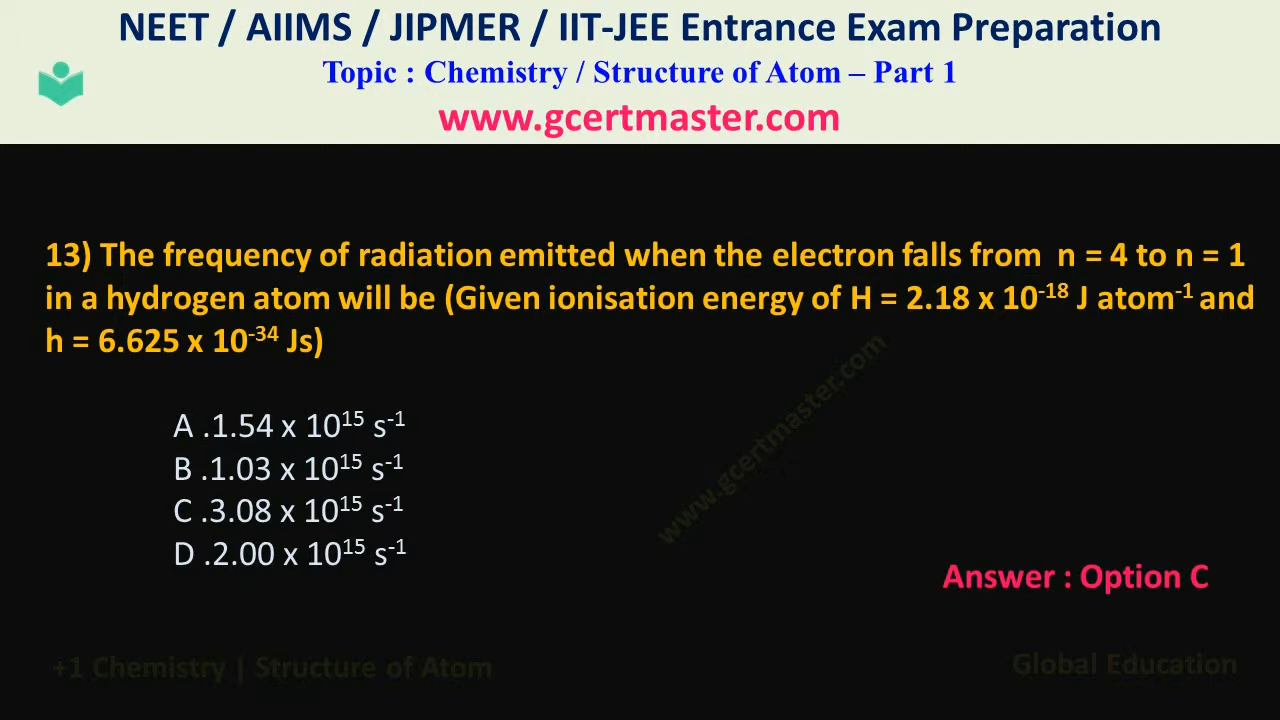 NEET / AIIMS / JIPMER / IIT-JEE Entrance Exam Preparation
Topic : Chemistry / Structure of Atom – Part 1
www.gcertmaster.com
13) The frequency of radiation emitted when the electron falls from n = 4 to n = 1
in a hydrogen atom will be (Given ionisation energy of H = 2.18 x 10⁻¹⁸ J atom⁻¹ and
h = 6.625 x 10⁻³⁴ Js)
www.gcertmaster.com
A .1.54 x 10¹⁵ s⁻¹
B .1.03 x 10¹⁵ s⁻¹
C .3.08 x 10¹⁵ s⁻¹
D .2.00 x 10¹⁵ s⁻¹
Answer : Option C
+1 Chemistry | Structure of Atom
Global Education